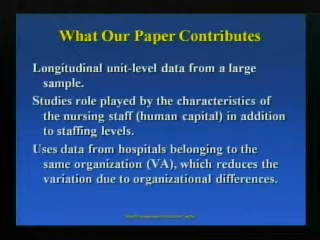 What Our Paper Contributes
Longitudinal unit-level data from a large
sample.
Studies role played by the characteristics of
the nursing staff (human capital) in addition
to staffing levels.
Uses data from hospitals belonging to the
same organization (VA), which reduces the
variation due to organizational differences.